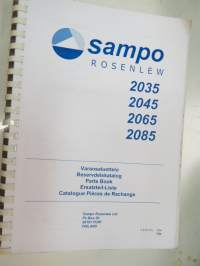 sampo
ROSENLEW
2035
2045
2065
2085
Varaosaluettelo
Reservdelskatalog
Parts Book
Ersatzteil-Liste
Catalogue Pièces de Rechange
Sampo Rosenlew Ltd
FINLAND